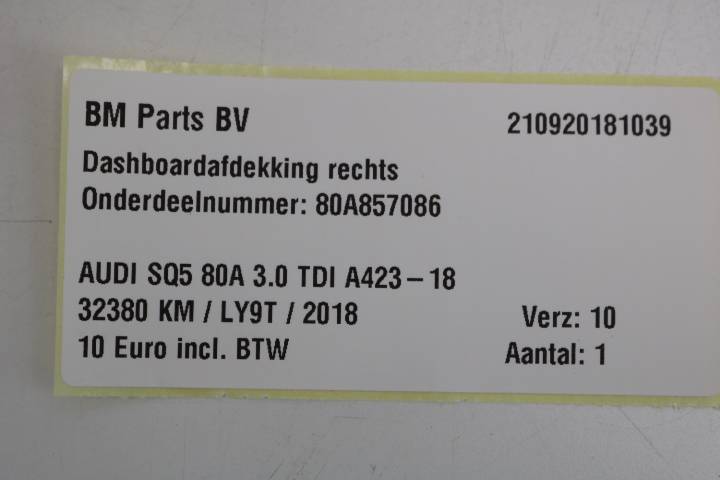 BM Parts BV 210920181039
Dashboardafdekking rechts
Onderdeelnummer: 80A857086
AUDI SQ5 80A 3.0 TDI A423-18
32380 KM / LY9T / 2018 Verz: 10
10 Euro incl. BTW Aantal: 1